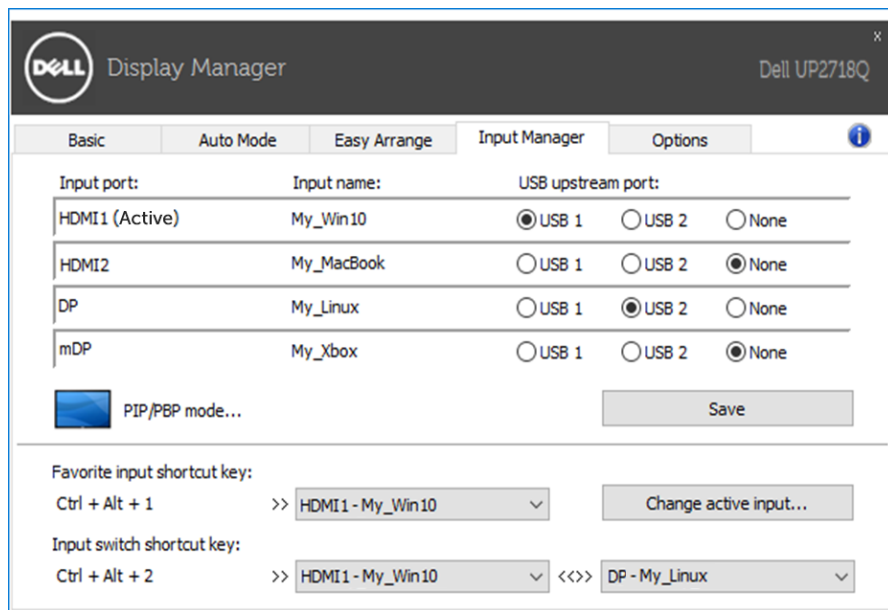 x
DELL Display Manager Dell UP2718Q
Basic Auto Mode Easy Arrange Input Manager Options i
Input port: Input name: USB upstream port:
HDMI1 (Active) My_Win10 USB 1 USB 2 None
HDMI2 My_MacBook USB 1 USB 2 None
DP My_Linux USB 1 USB 2 None
mDP My_Xbox USB 1 USB 2 None
PIP/PBP mode... Save
Favorite input shortcut key:
Ctrl + Alt + 1 >> HDMI1 - My_Win10 Change active input...
Input switch shortcut key:
Ctrl + Alt + 2 >> HDMI1 - My_Win10 <<>> DP - My_Linux